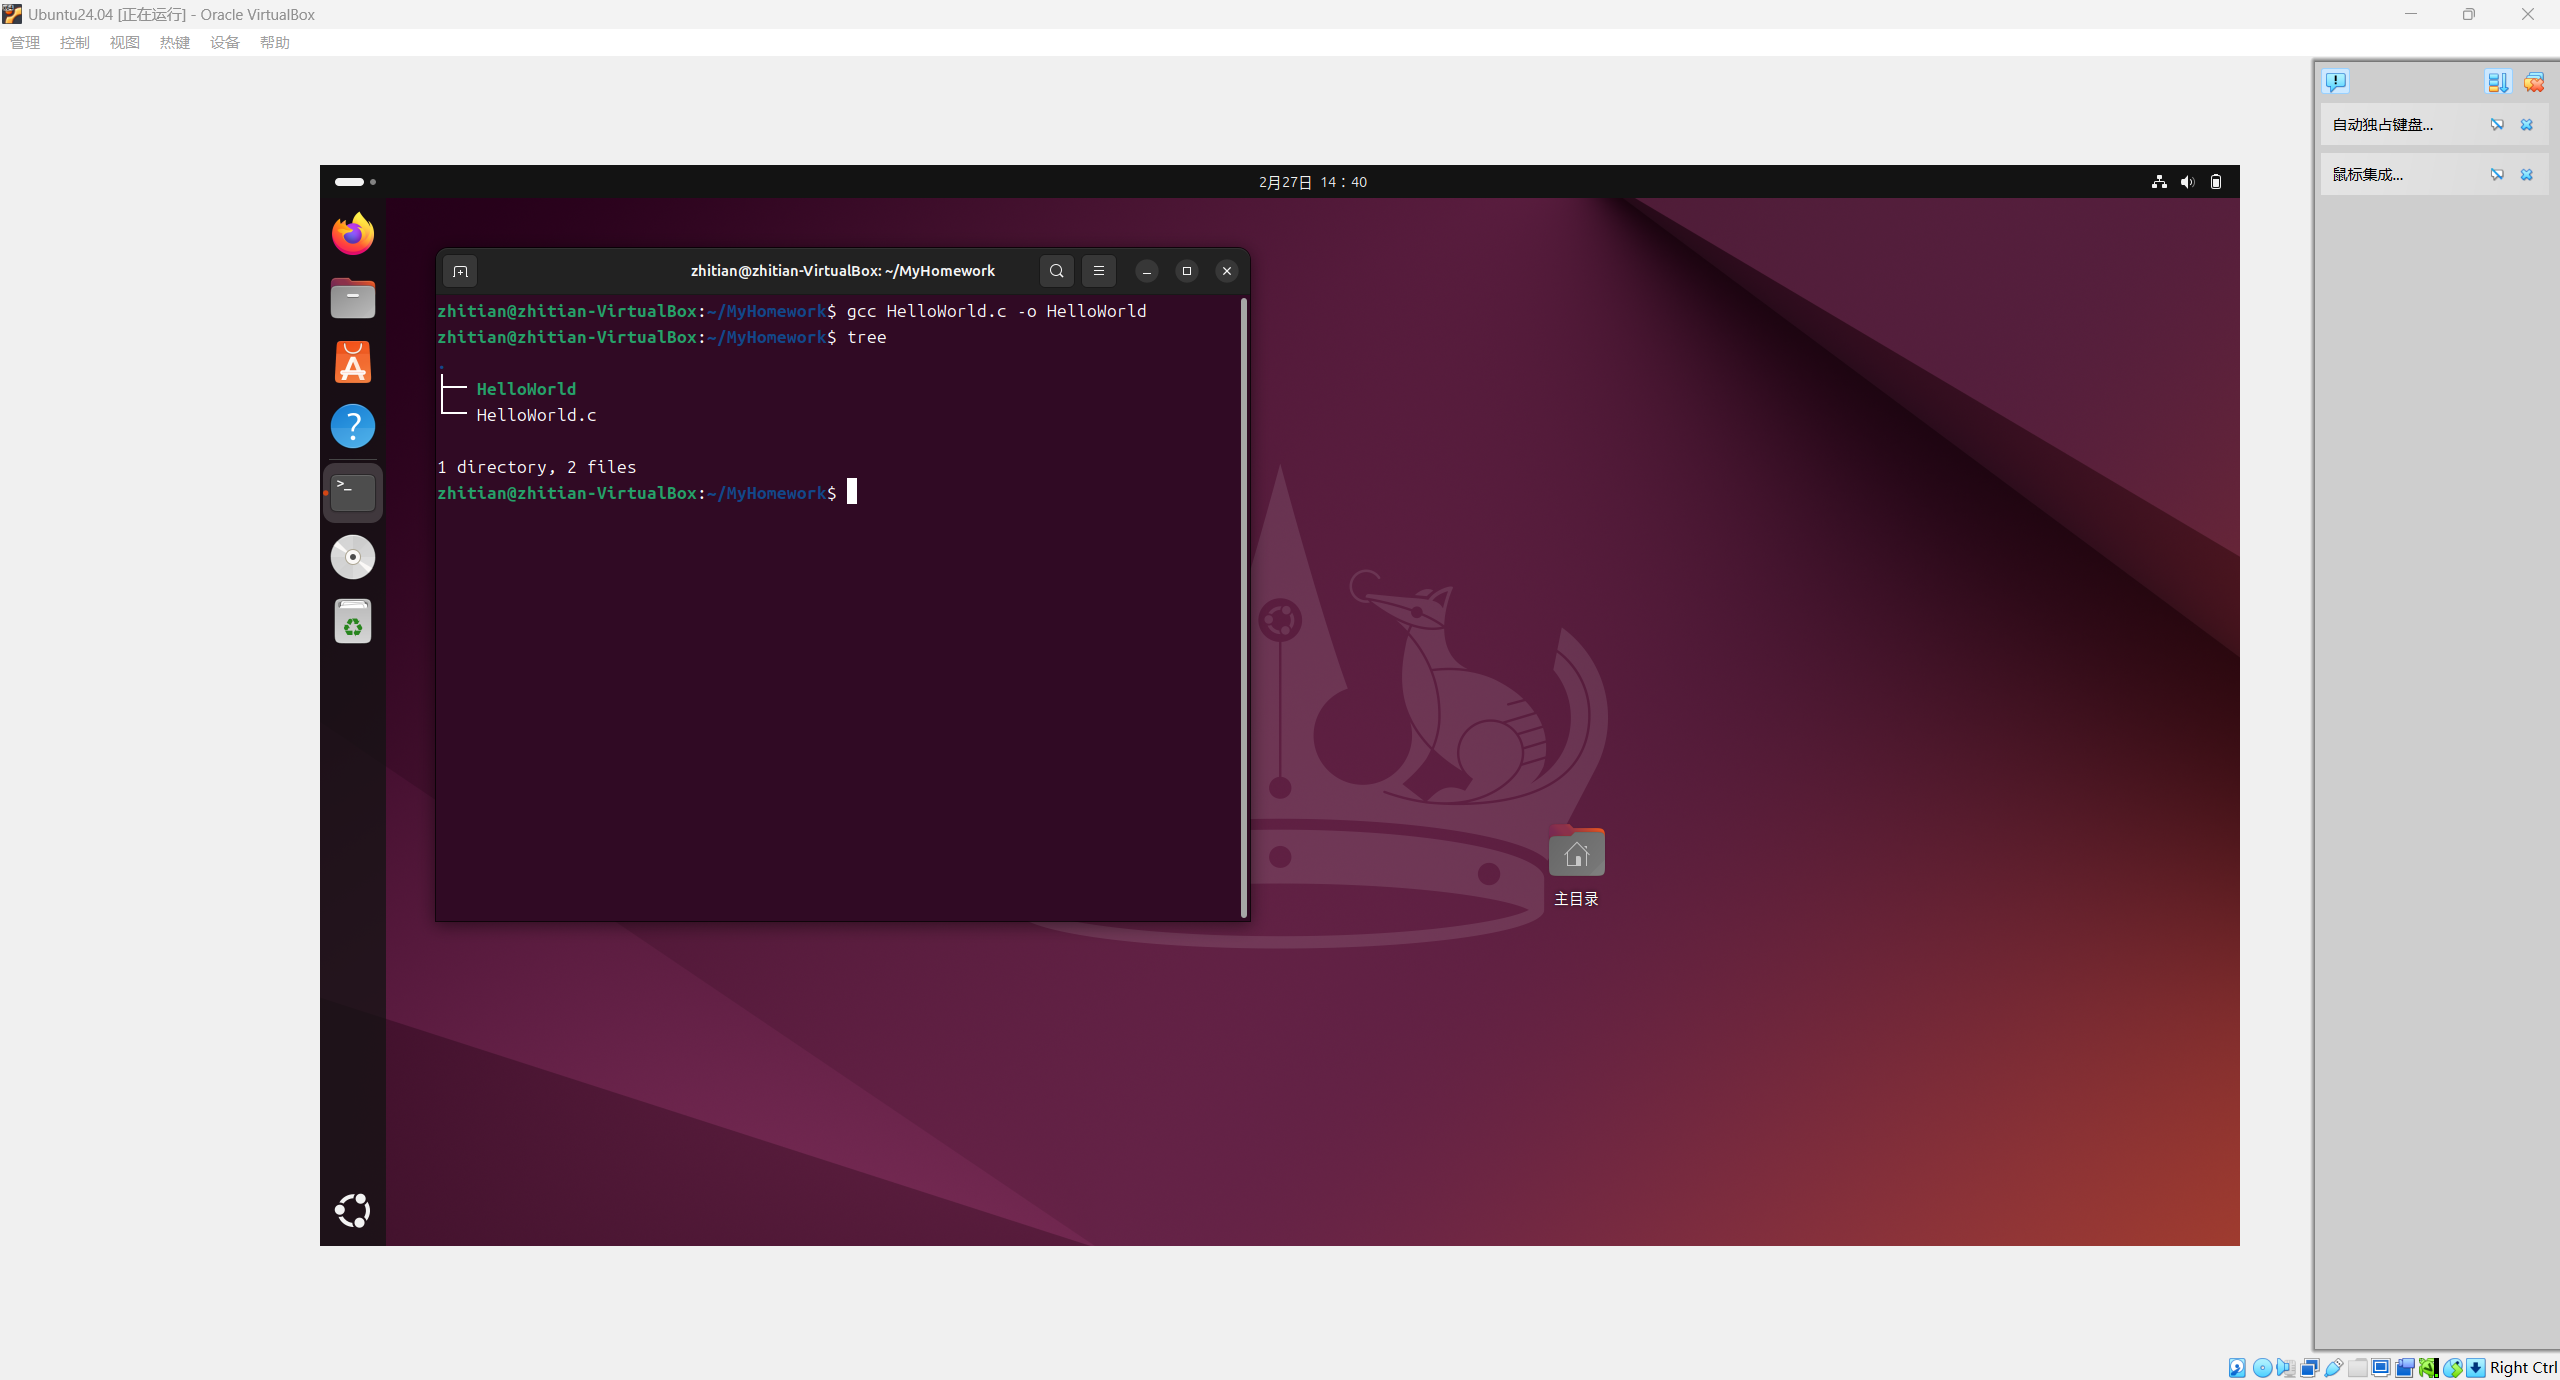 Ubuntu24.04 [正在运行] - Oracle VirtualBox
管理 控制 视图 热键 设备 帮助
自动独占键盘...
鼠标集成...
2月27日 14：40
zhitian@zhitian-VirtualBox: ~/MyHomework
zhitian@zhitian-VirtualBox:~/MyHomework$ gcc HelloWorld.c -o HelloWorld
zhitian@zhitian-VirtualBox:~/MyHomework$ tree
.
├── HelloWorld
└── HelloWorld.c
1 directory, 2 files
zhitian@zhitian-VirtualBox:~/MyHomework$
主目录
Right Ctrl